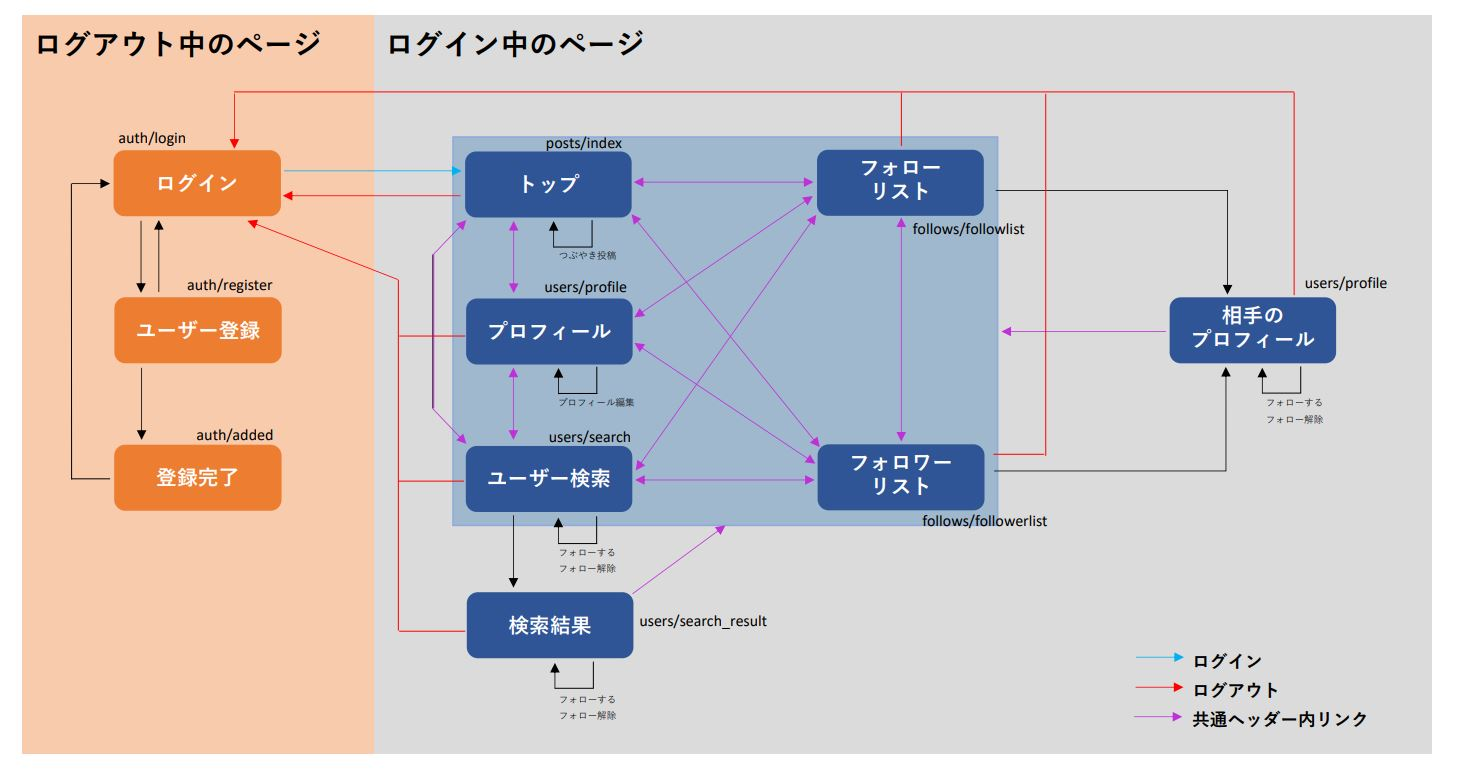 ログアウト中のページ
ログイン中のページ
auth/login
ログイン
posts/index
トップ
フォロー
リスト
follows/followlist
つぶやき投稿
auth/register
ユーザー登録
users/profile
プロフィール
プロフィール編集
users/profile
相手の
プロフィール
フォローする
フォロー解除
auth/added
登録完了
users/search
ユーザー検索
フォロワー
リスト
follows/followerlist
フォローする
フォロー解除
検索結果
users/search_result
フォローする
フォロー解除
ログイン
ログアウト
共通ヘッダー内リンク